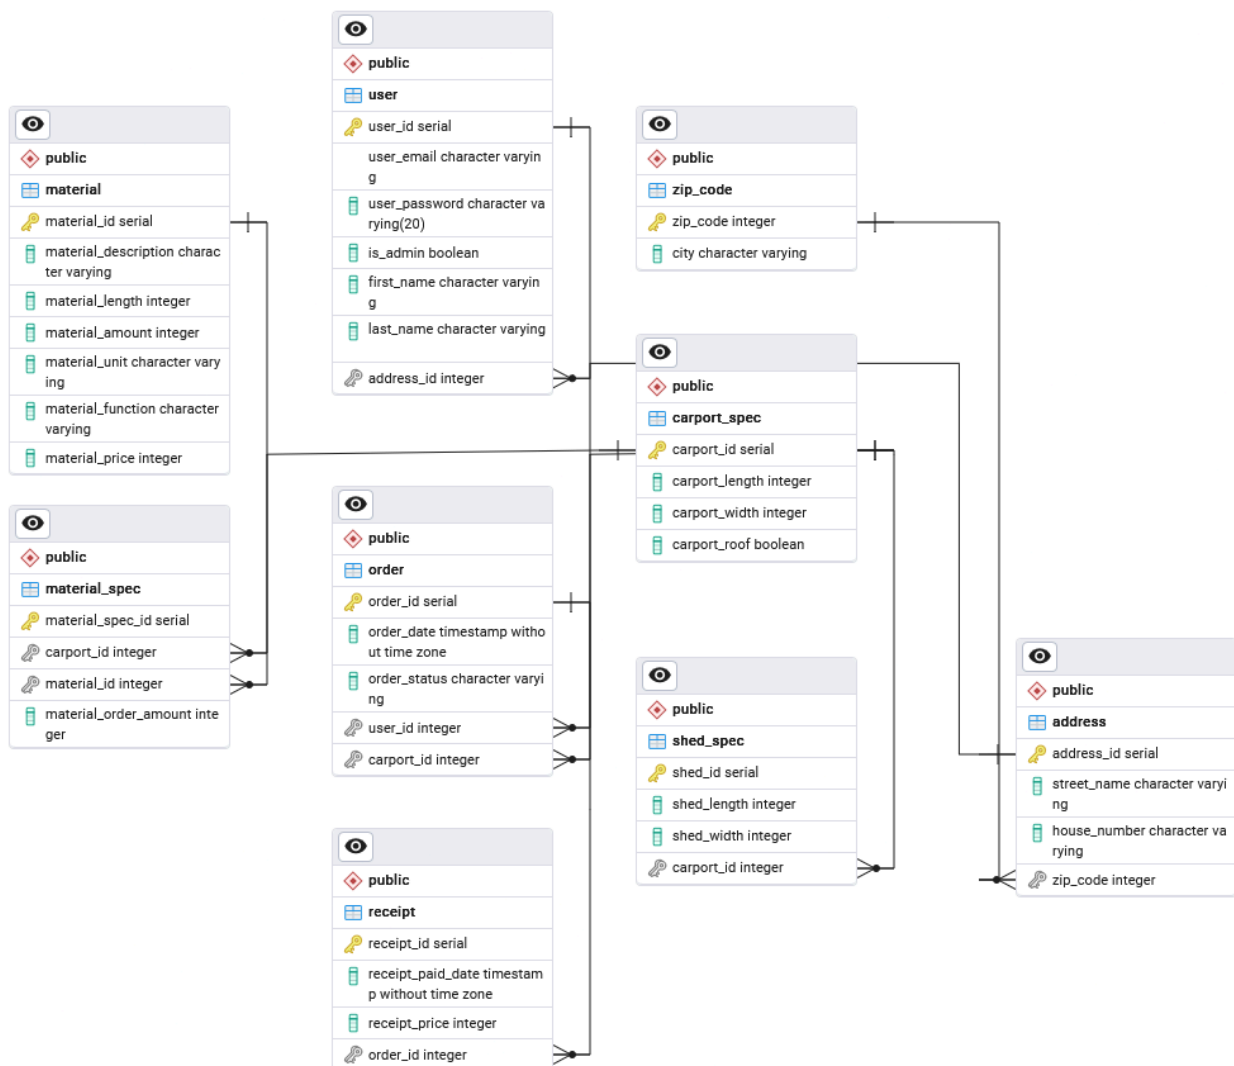 public
user
user_id serial
user_email character varyin
g
user_password character va
rying(20)
is_admin boolean
first_name character varyin
g
last_name character varying
address_id integer
public
material
material_id serial
material_description charac
ter varying
material_length integer
material_amount integer
material_unit character vary
ing
material_function character
varying
material_price integer
public
zip_code
zip_code integer
city character varying
public
carport_spec
carport_id serial
carport_length integer
carport_width integer
carport_roof boolean
public
material_spec
material_spec_id serial
carport_id integer
material_id integer
material_order_amount inte
ger
public
order
order_id serial
order_date timestamp witho
ut time zone
order_status character varyi
ng
user_id integer
carport_id integer
public
shed_spec
shed_id serial
shed_length integer
shed_width integer
carport_id integer
public
address
address_id serial
street_name character varyi
ng
house_number character va
rying
zip_code integer
public
receipt
receipt_id serial
receipt_paid_date timestam
p without time zone
receipt_price integer
order_id integer